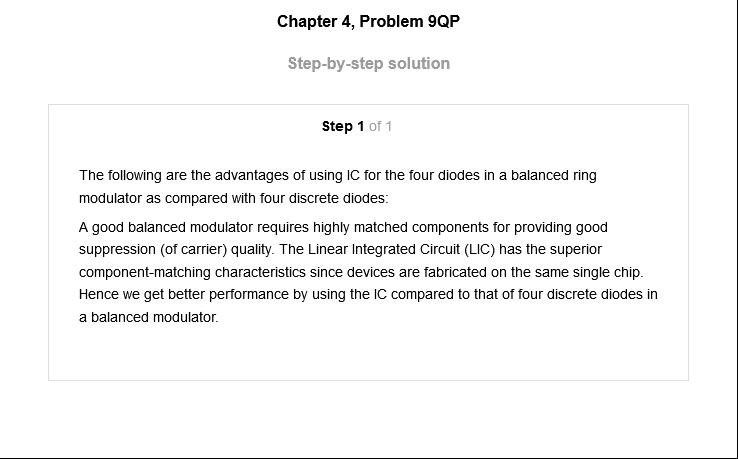 Chapter 4, Problem 9QP
Step-by-step solution
Step 1 of 1
The following are the advantages of using IC for the four diodes in a balanced ring
modulator as compared with four discrete diodes:
A good balanced modulator requires highly matched components for providing good
suppression (of carrier) quality. The Linear Integrated Circuit (LIC) has the superior
component-matching characteristics since devices are fabricated on the same single chip.
Hence we get better performance by using the IC compared to that of four discrete diodes in
a balanced modulator.